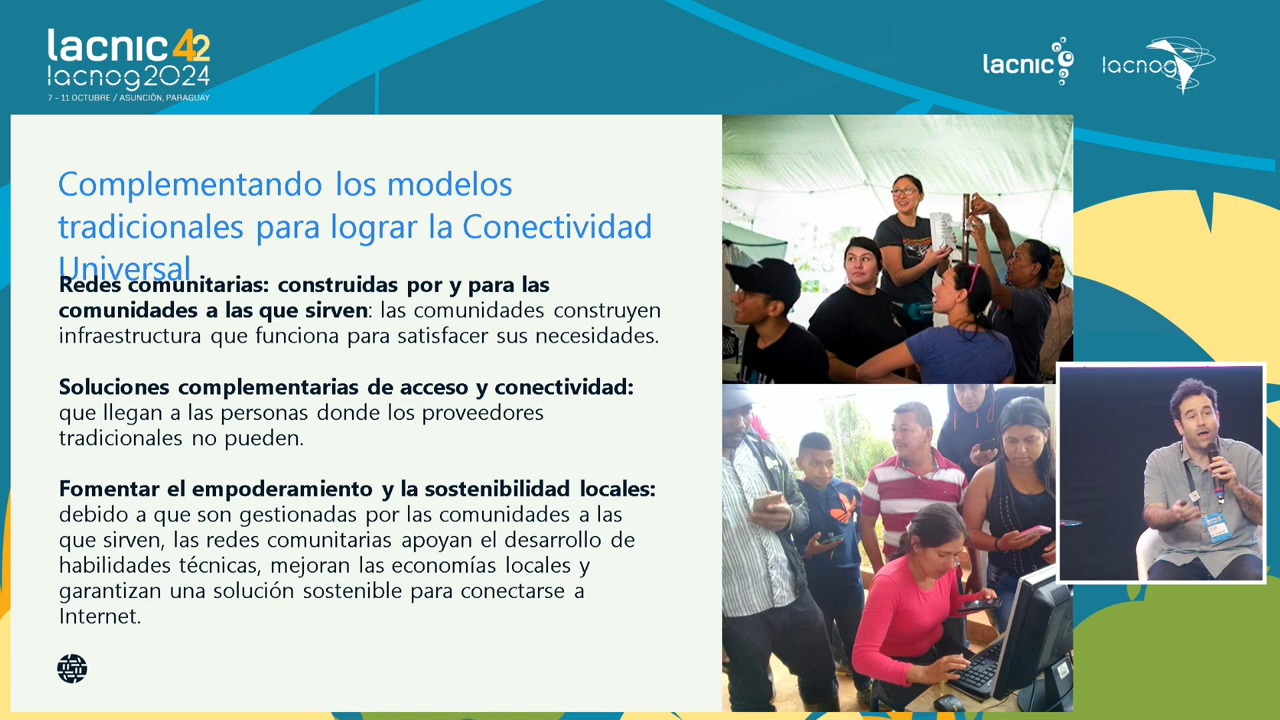 lacnic 42
lacnog2024
7 - 11 OCTUBRE / ASUNCIÓN, PARAGUAY
lacnic
lacnog
Complementando los modelos
tradicionales para lograr la Conectividad
Universal
Redes comunitarias: construidas por y para las
comunidades a las que sirven: las comunidades construyen
infraestructura que funciona para satisfacer sus necesidades.
Soluciones complementarias de acceso y conectividad:
que llegan a las personas donde los proveedores
tradicionales no pueden.
Fomentar el empoderamiento y la sostenibilidad locales:
debido a que son gestionadas por las comunidades a las
que sirven, las redes comunitarias apoyan el desarrollo de
habilidades técnicas, mejoran las economías locales y
garantizan una solución sostenible para conectarse a
Internet.